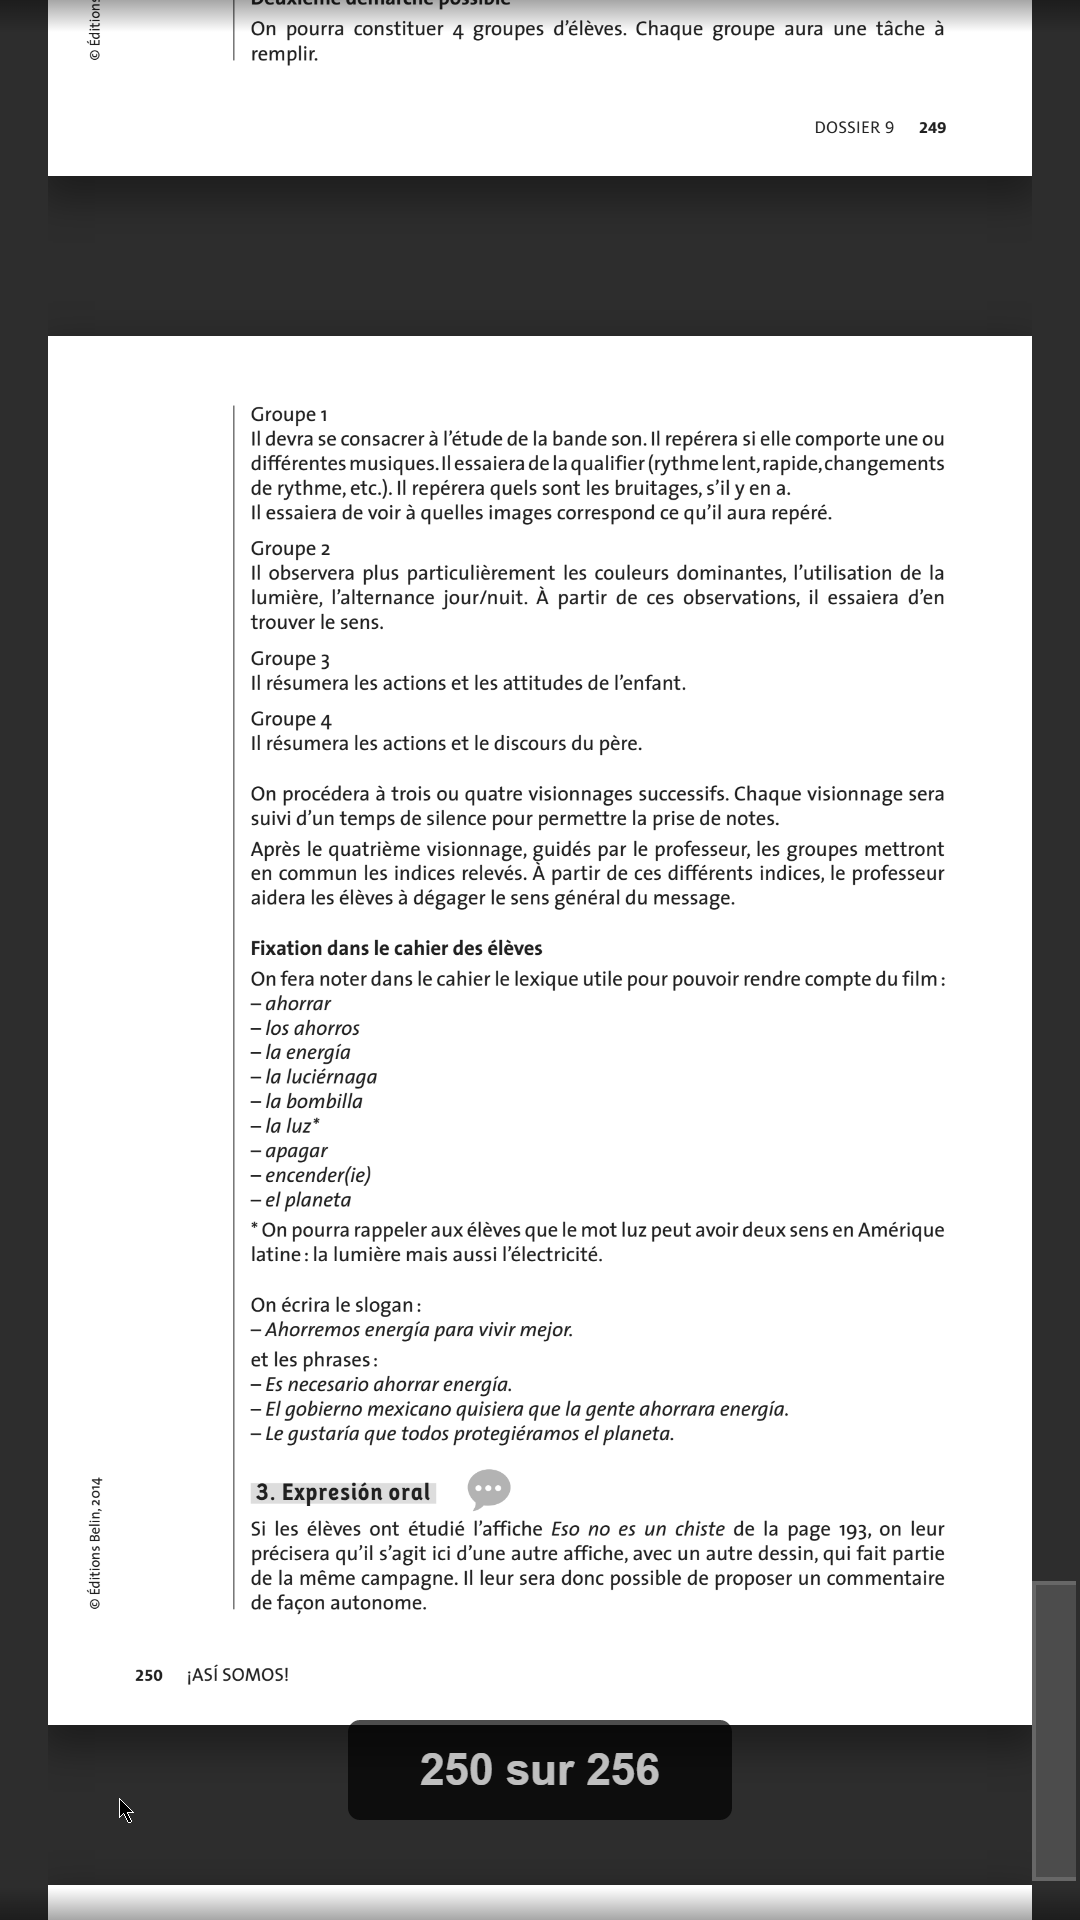 Deuxième démarche possible
On pourra constituer 4 groupes d’élèves. Chaque groupe aura une tâche à
remplir.
© Éditions
DOSSIER 9 249
Groupe 1
Il devra se consacrer à l’étude de la bande son. Il repérera si elle comporte une ou
différentes musiques. Il essaiera de la qualifier (rythme lent, rapide, changements
de rythme, etc.). Il repérera quels sont les bruitages, s’il y en a.
Il essaiera de voir à quelles images correspond ce qu’il aura repéré.
Groupe 2
Il observera plus particulièrement les couleurs dominantes, l’utilisation de la
lumière, l’alternance jour/nuit. À partir de ces observations, il essaiera d’en
trouver le sens.
Groupe 3
Il résumera les actions et les attitudes de l’enfant.
Groupe 4
Il résumera les actions et le discours du père.
On procédera à trois ou quatre visionnages successifs. Chaque visionnage sera
suivi d’un temps de silence pour permettre la prise de notes.
Après le quatrième visionnage, guidés par le professeur, les groupes mettront
en commun les indices relevés. À partir de ces différents indices, le professeur
aidera les élèves à dégager le sens général du message.
Fixation dans le cahier des élèves
On fera noter dans le cahier le lexique utile pour pouvoir rendre compte du film :
– ahorrar
– los ahorros
– la energía
– la luciérnaga
– la bombilla
– la luz*
– apagar
– encender(ie)
– el planeta
* On pourra rappeler aux élèves que le mot luz peut avoir deux sens en Amérique
latine : la lumière mais aussi l’électricité.
On écrira le slogan :
– Ahorremos energía para vivir mejor.
et les phrases :
– Es necesario ahorrar energía.
– El gobierno mexicano quisiera que la gente ahorrara energía.
– Le gustaría que todos protegiéramos el planeta.
3. Expresión oral
Si les élèves ont étudié l’affiche Eso no es un chiste de la page 193, on leur
précisera qu’il s’agit ici d’une autre affiche, avec un autre dessin, qui fait partie
de la même campagne. Il leur sera donc possible de proposer un commentaire
de façon autonome.
© Éditions Belin, 2014
250 ¡ASÍ SOMOS!
250 sur 256